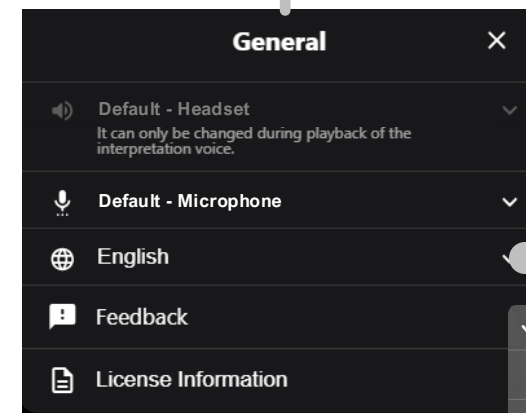 General
Default - Headset
It can only be changed during playback of the
interpretation voice.
Default - Microphone
English
Feedback
License Information